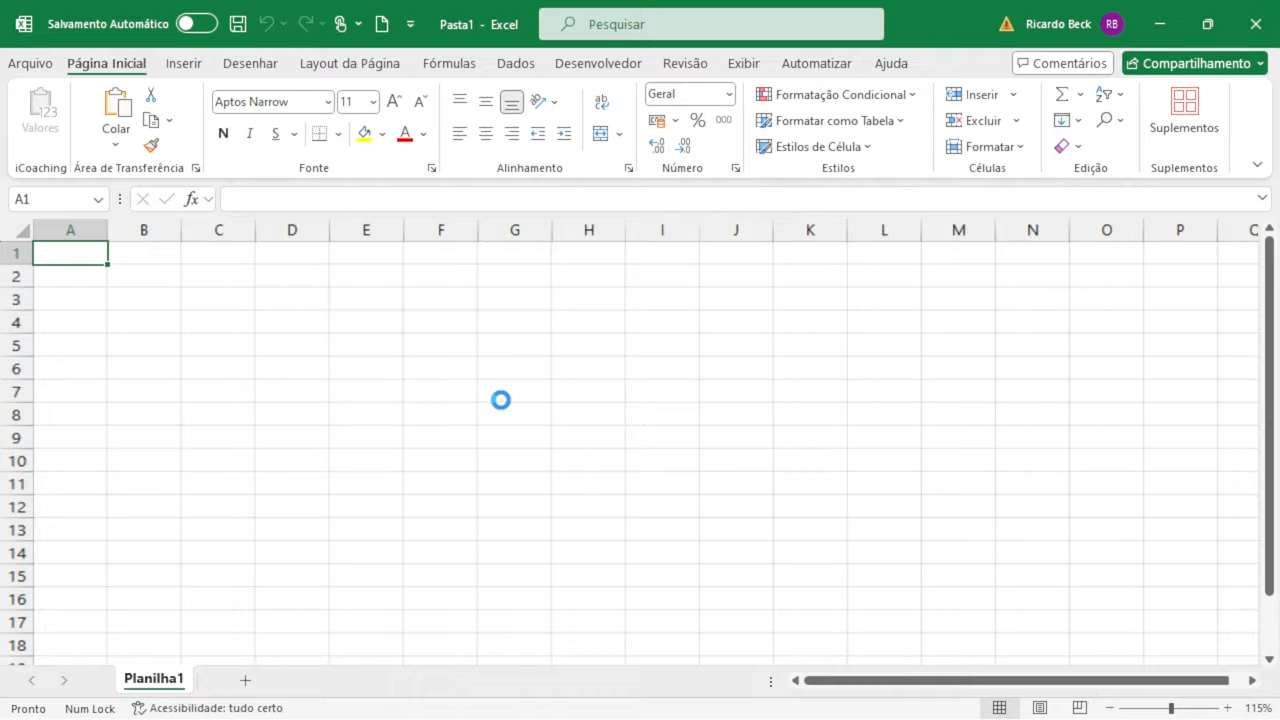 Salvamento Automático Pasta1 - Excel Pesquisar Ricardo Beck RB
Arquivo Página Inicial Inserir Desenhar Layout da Página Fórmulas Dados Desenvolvedor Revisão Exibir Automatizar Ajuda Comentários Compartilhamento
Valores
Colar
Aptos Narrow 11
N I S
Geral
% 000
Formatação Condicional
Formatar como Tabela
Estilos de Célula
Inserir
Excluir
Formatar
Suplementos
iCoaching Área de Transferência Fonte Alinhamento Número Estilos Células Edição Suplementos
A1 fx
A B C D E F G H I J K L M N O P
1
2
3
4
5
6
7
8
9
10
11
12
13
14
15
16
17
18
Planilha1
Pronto Num Lock Acessibilidade: tudo certo 115%